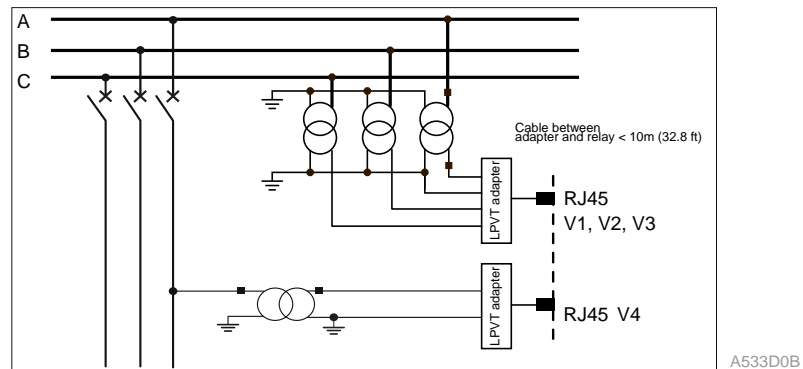 A
B
C
Cable between
adapter and relay < 10m (32.8 ft)
LPVT adapter
RJ45
V1, V2, V3
LPVT adapter
RJ45 V4
A533D0B